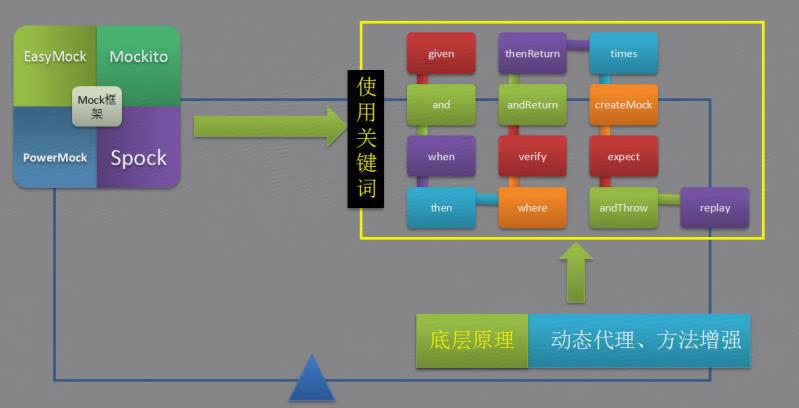 EasyMock
Mockito
Mock框
架
PowerMock
Spock
使
用
关
键
词
given
thenReturn
times
and
andReturn
createMock
when
verify
expect
then
where
andThrow
replay
底层原理
动态代理、方法增强